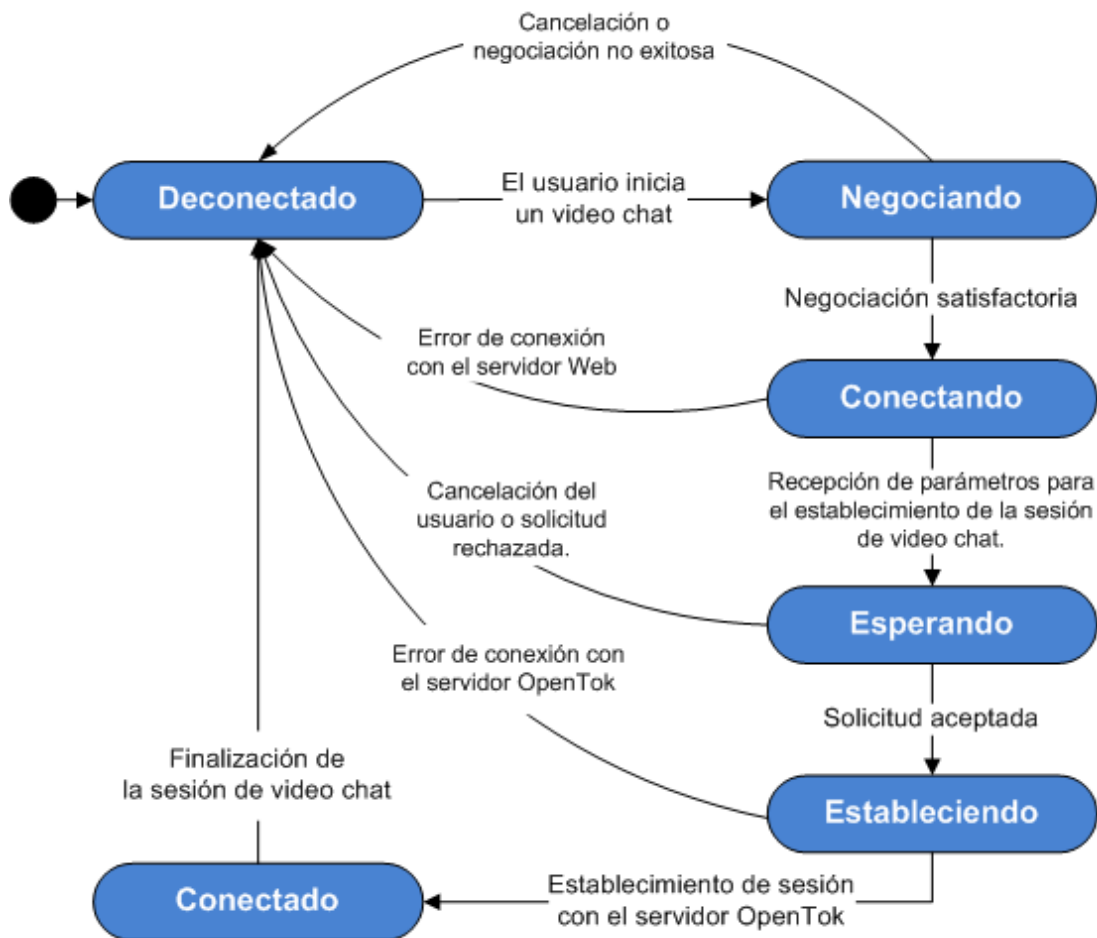 Cancelación o
negociación no exitosa
Deconectado
El usuario inicia
un video chat
Negociando
Negociación satisfactoria
Error de conexión
con el servidor Web
Conectando
Recepción de parámetros para
el establecimiento de la sesión
de video chat.
Cancelación del
usuario o solicitud
rechazada.
Esperando
Error de conexión con
el servidor OpenTok
Solicitud aceptada
Finalización de
la sesión de video chat
Estableciendo
Conectado
Establecimiento de sesión
con el servidor OpenTok